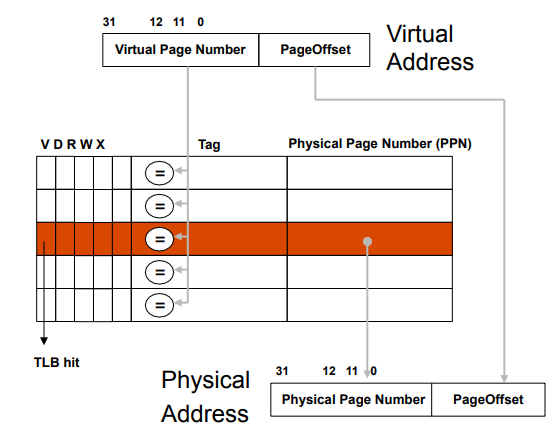 31 12 11 0
Virtual Page Number PageOffset
Virtual
Address
V D R W X Tag Physical Page Number (PPN)
=
=
=
=
=
TLB hit
31 12 11 0
Physical
Address
Physical Page Number PageOffset